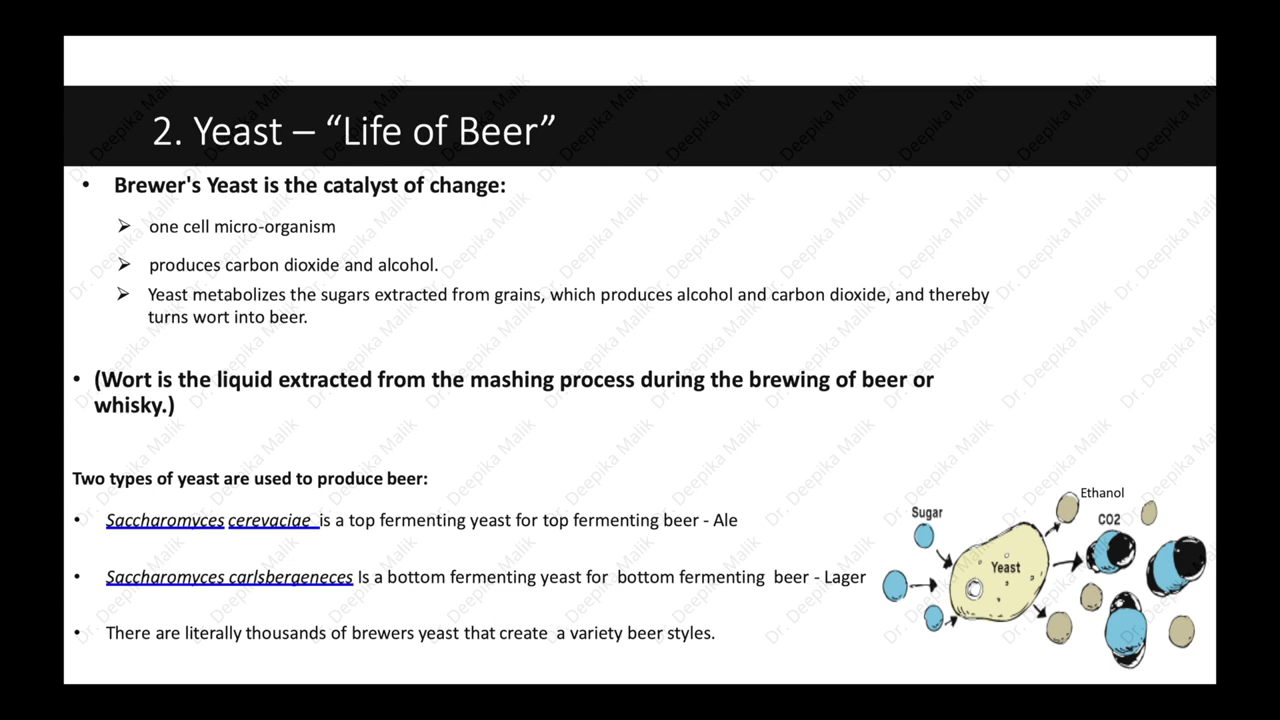 2. Yeast – “Life of Beer”
• Brewer's Yeast is the catalyst of change:
➢ one cell micro-organism
➢ produces carbon dioxide and alcohol.
➢ Yeast metabolizes the sugars extracted from grains, which produces alcohol and carbon dioxide, and thereby
turns wort into beer.
• (Wort is the liquid extracted from the mashing process during the brewing of beer or
whisky.)
Two types of yeast are used to produce beer:
• Saccharomyces cerevaciae is a top fermenting yeast for top fermenting beer - Ale
• Saccharomyces carlsbergeneces Is a bottom fermenting yeast for bottom fermenting beer - Lager
• There are literally thousands of brewers yeast that create a variety beer styles.
Ethanol
Sugar
CO2
Yeast
Dr. Deepika Malik